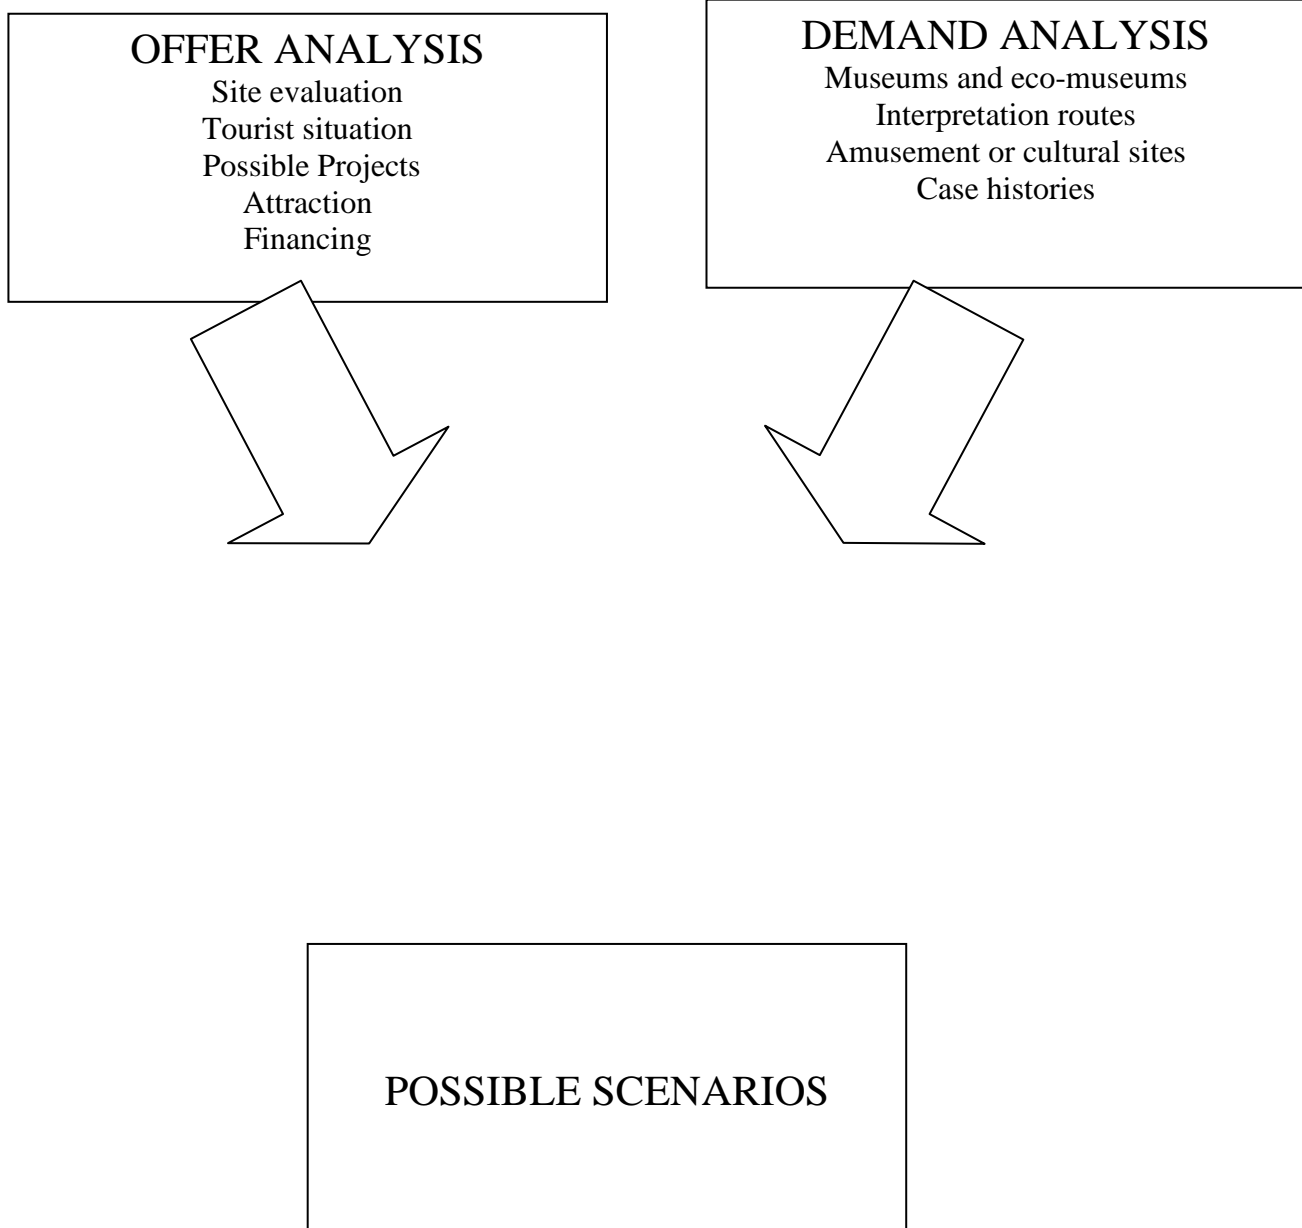 OFFER ANALYSIS
Site evaluation
Tourist situation
Possible Projects
Attraction
Financing
DEMAND ANALYSIS
Museums and eco-museums
Interpretation routes
Amusement or cultural sites
Case histories
POSSIBLE SCENARIOS